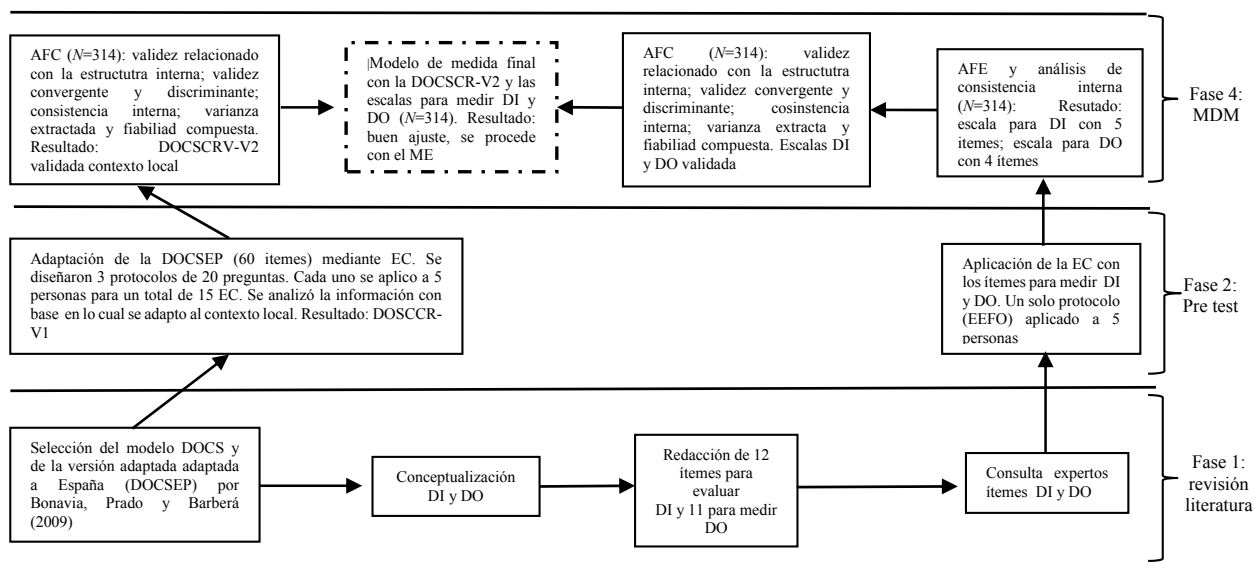 AFC (N=314): validez relacionado
con la estructutra interna; validez
convergente y discriminante;
consistencia interna; varianza
extractada y fiabiliad compuesta.
Resultado: DOCSCRV-V2
validada contexto local
|Modelo de medida final
con la DOCSCR-V2 y las
escalas para medir DI y
DO (N=314). Resultado:
buen ajuste, se procede
con el ME
AFC (N=314): validez
relacionado con la estructutra
interna; validez convergente y
discriminante; cosinstencia
interna; varianza extracta y
fiabiliad compuesta. Escalas DI
y DO validada
AFE y análisis de
consistencia interna
(N=314): Resutado:
escala para DI con 5
itemes; escala para DO
con 4 ítemes
Fase 4:
MDM
Adaptación de la DOCSEP (60 itemes) mediante EC. Se
diseñaron 3 protocolos de 20 preguntas. Cada uno se aplico a 5
personas para un total de 15 EC. Se analizó la información con
base en lo cual se adapto al contexto local. Resultado: DOSCCR-
V1
Aplicación de la EC con
los ítemes para medir DI
y DO. Un solo protocolo
(EEFO) aplicado a 5
personas
Fase 2:
Pre test
Selección del modelo DOCS y
de la versión adaptada adaptada
a España (DOCSEP) por
Bonavia, Prado y Barberá
(2009)
Conceptualización
DI y DO
Redacción de 12
ítemes para
evaluar
DI y 11 para medir
DO
Consulta expertos
ítemes DI y DO
Fase 1:
revisión
literatura